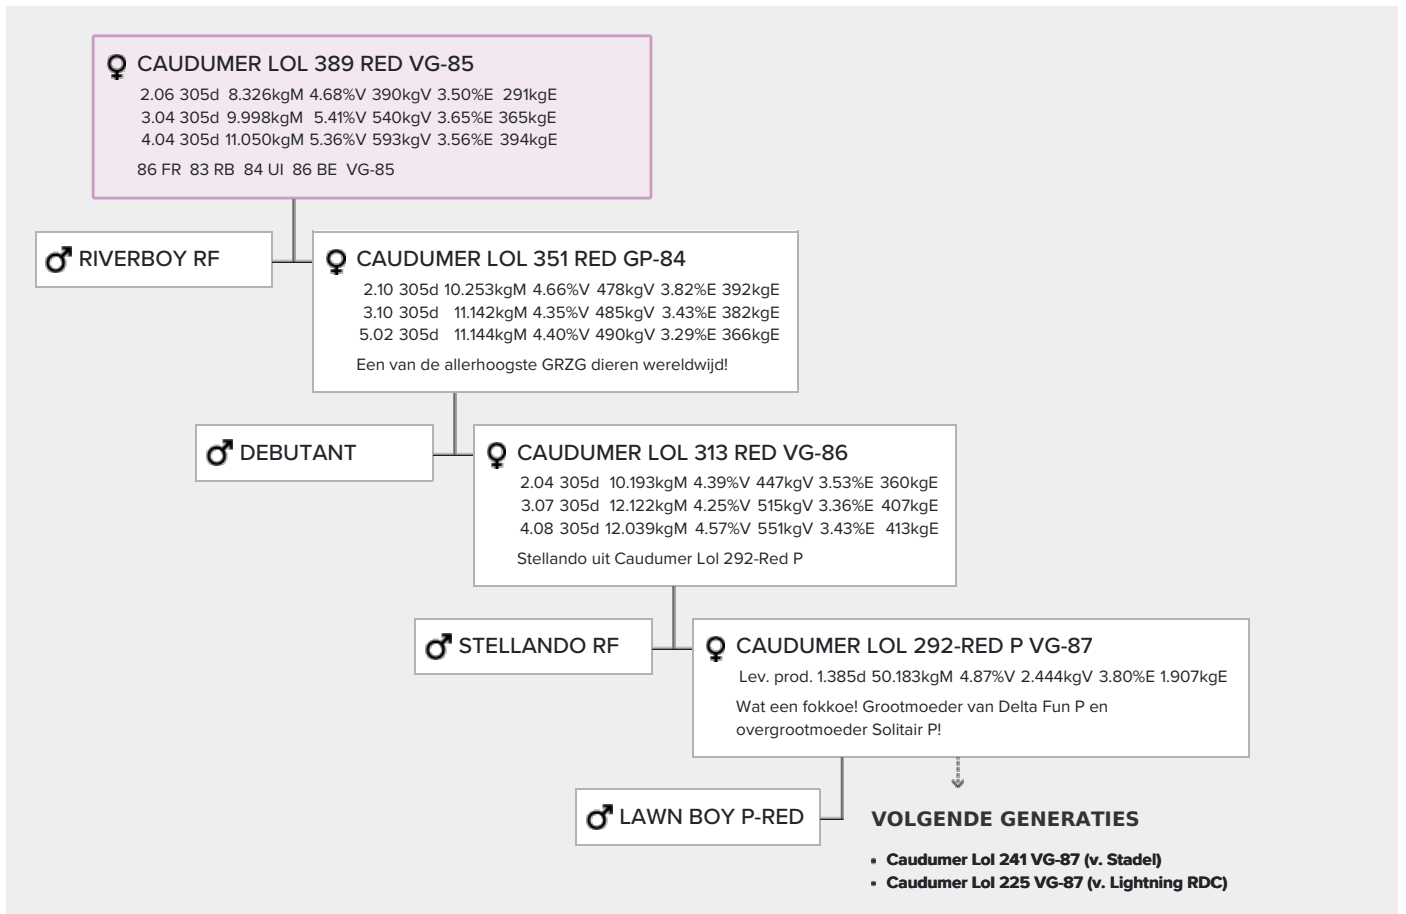 CAUDUMER LOL 389 RED VG-85
2.06 305d 8.326kgM 4.68%V 390kgV 3.50%E 291kgE
3.04 305d 9.998kgM 5.41%V 540kgV 3.65%E 365kgE
4.04 305d 11.050kgM 5.36%V 593kgV 3.56%E 394kgE
86 FR 83 RB 84 UI 86 BE VG-85
RIVERBOY RF
CAUDUMER LOL 351 RED GP-84
2.10 305d 10.253kgM 4.66%V 478kgV 3.82%E 392kgE
3.10 305d 11.142kgM 4.35%V 485kgV 3.43%E 382kgE
5.02 305d 11.144kgM 4.40%V 490kgV 3.29%E 366kgE
Een van de allerhoogste GRZG dieren wereldwijd!
DEBUTANT
CAUDUMER LOL 313 RED VG-86
2.04 305d 10.193kgM 4.39%V 447kgV 3.53%E 360kgE
3.07 305d 12.122kgM 4.25%V 515kgV 3.36%E 407kgE
4.08 305d 12.039kgM 4.57%V 551kgV 3.43%E 413kgE
Stellando uit Caudumer Lol 292-Red P
STELLANDO RF
CAUDUMER LOL 292-RED P VG-87
Lev. prod. 1.385d 50.183kgM 4.87%V 2.444kgV 3.80%E 1.907kgE
Wat een fokkoe! Grootmoeder van Delta Fun P en
overgrootmoeder Solitair P!
LAWN BOY P-RED
VOLGENDE GENERATIES
• Caudumer Lol 241 VG-87 (v. Stadel)
• Caudumer Lol 225 VG-87 (v. Lightning RDC)